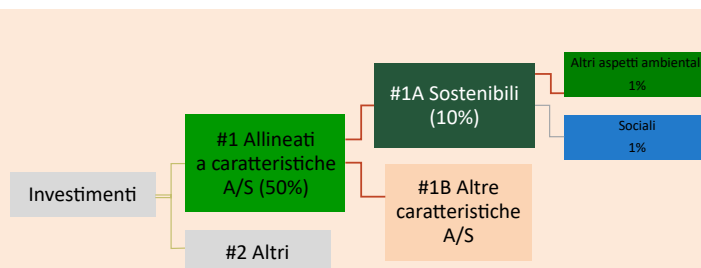 Investimenti
#1 Allineati
a caratteristiche
A/S (50%)
#2 Altri
#1A Sostenibili
(10%)
#1B Altre
caratteristiche
A/S
Altri aspetti ambiental
1%
Sociali
1%